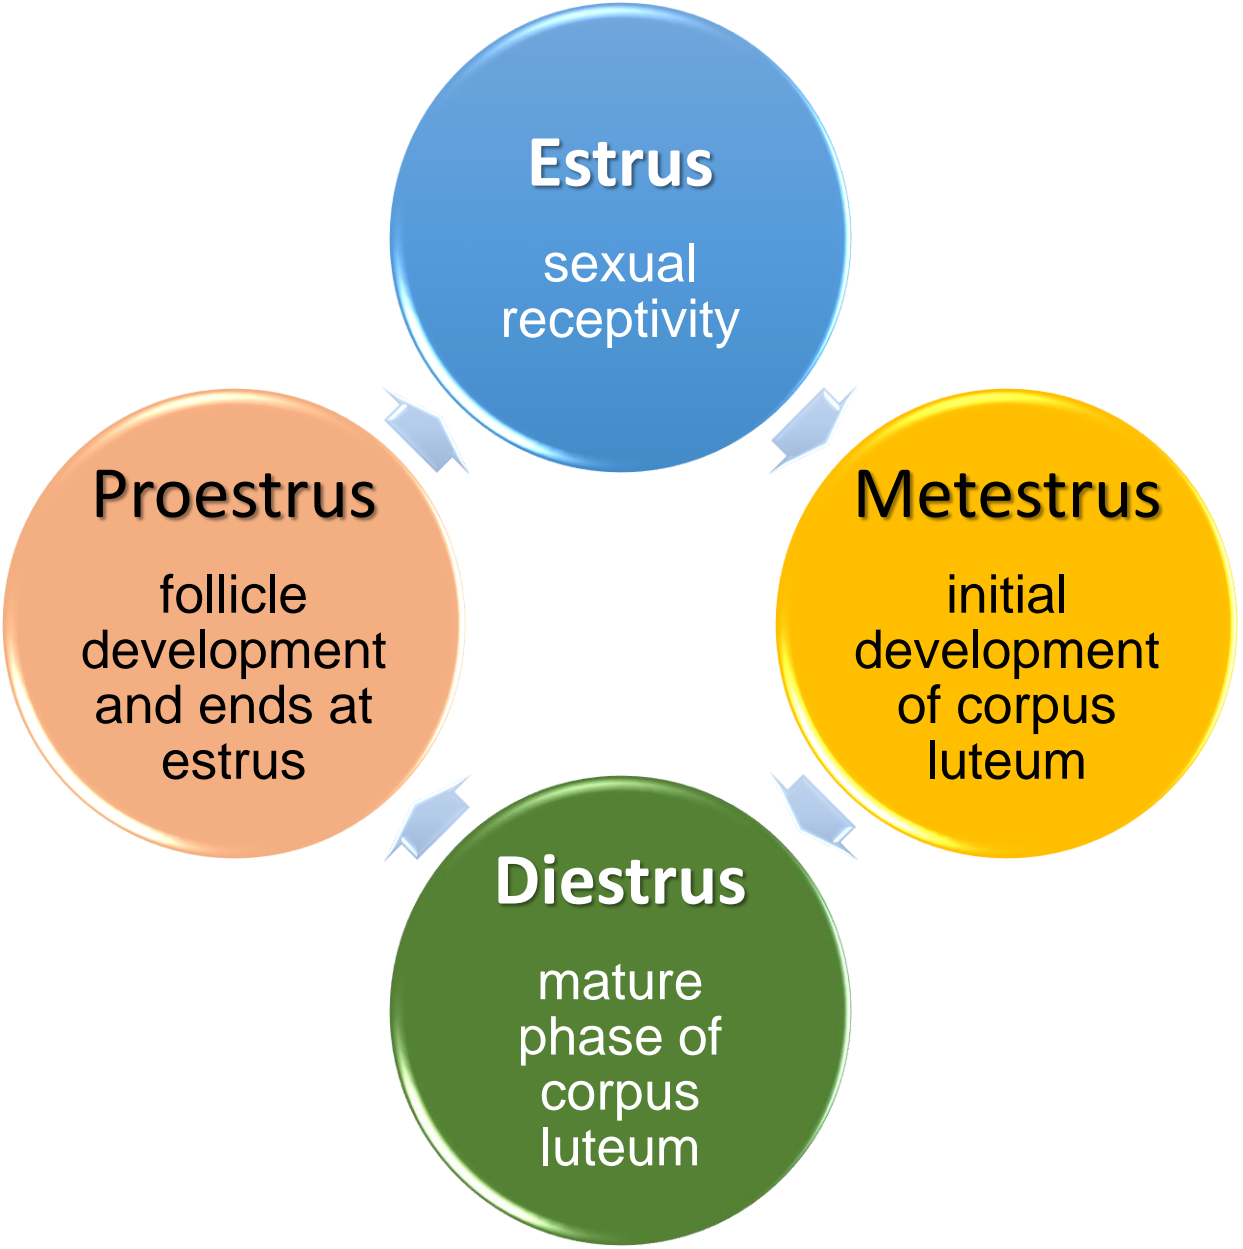 Estrus
sexual
receptivity
Metestrus
initial
development
of corpus
luteum
Diestrus
mature
phase of
corpus
luteum
Proestrus
follicle
development
and ends at
estrus